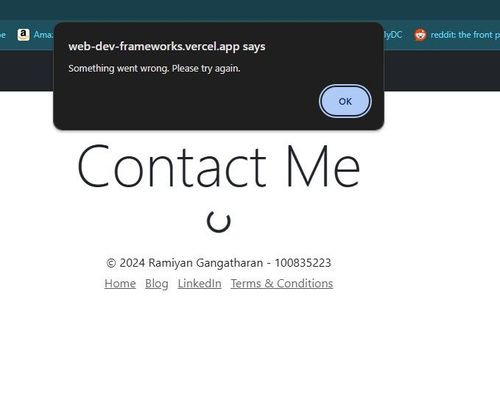 Amaz
lyDC
reddit: the front p
web-dev-frameworks.vercel.app says
Something went wrong. Please try again.
OK
Contact Me
© 2024 Ramiyan Gangatharan - 100835223
Home Blog LinkedIn Terms & Conditions